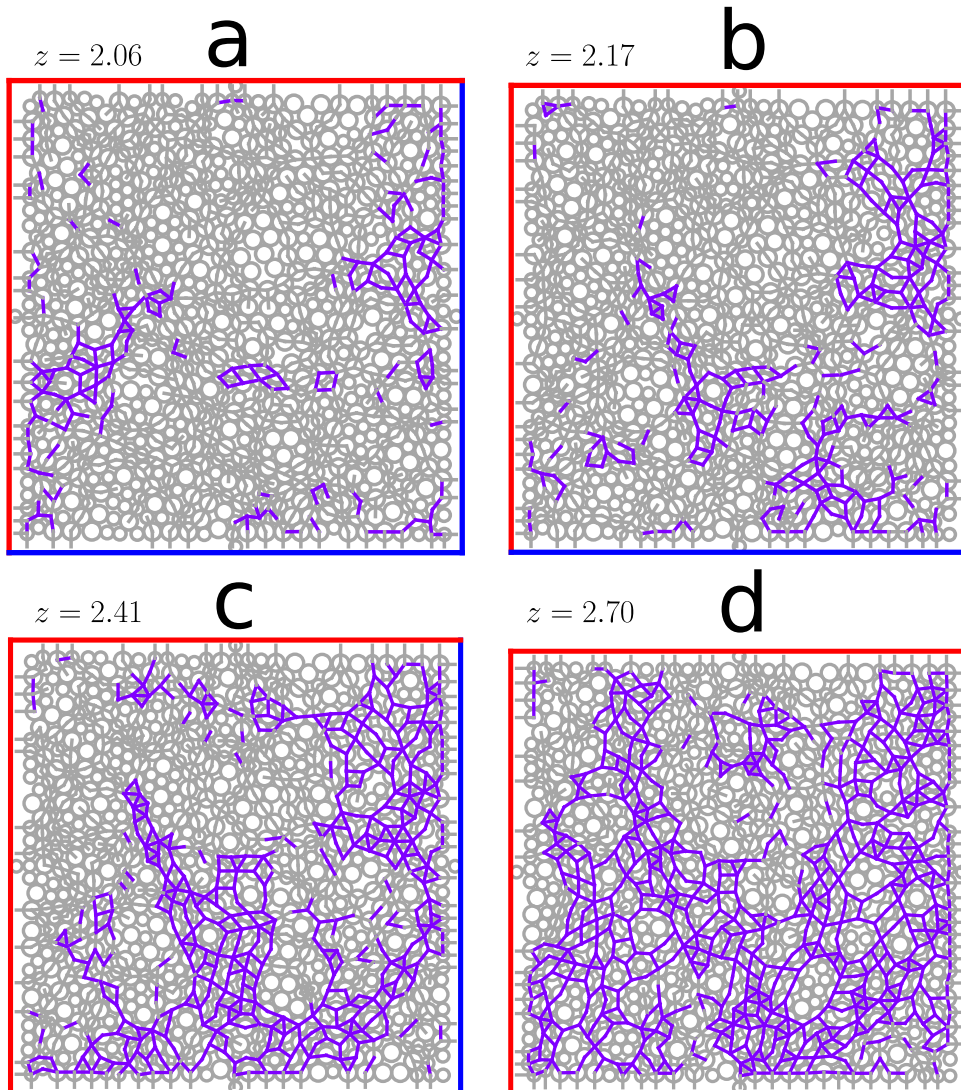 a
z = 2.06
b
z = 2.17
c
z = 2.41
d
z = 2.70